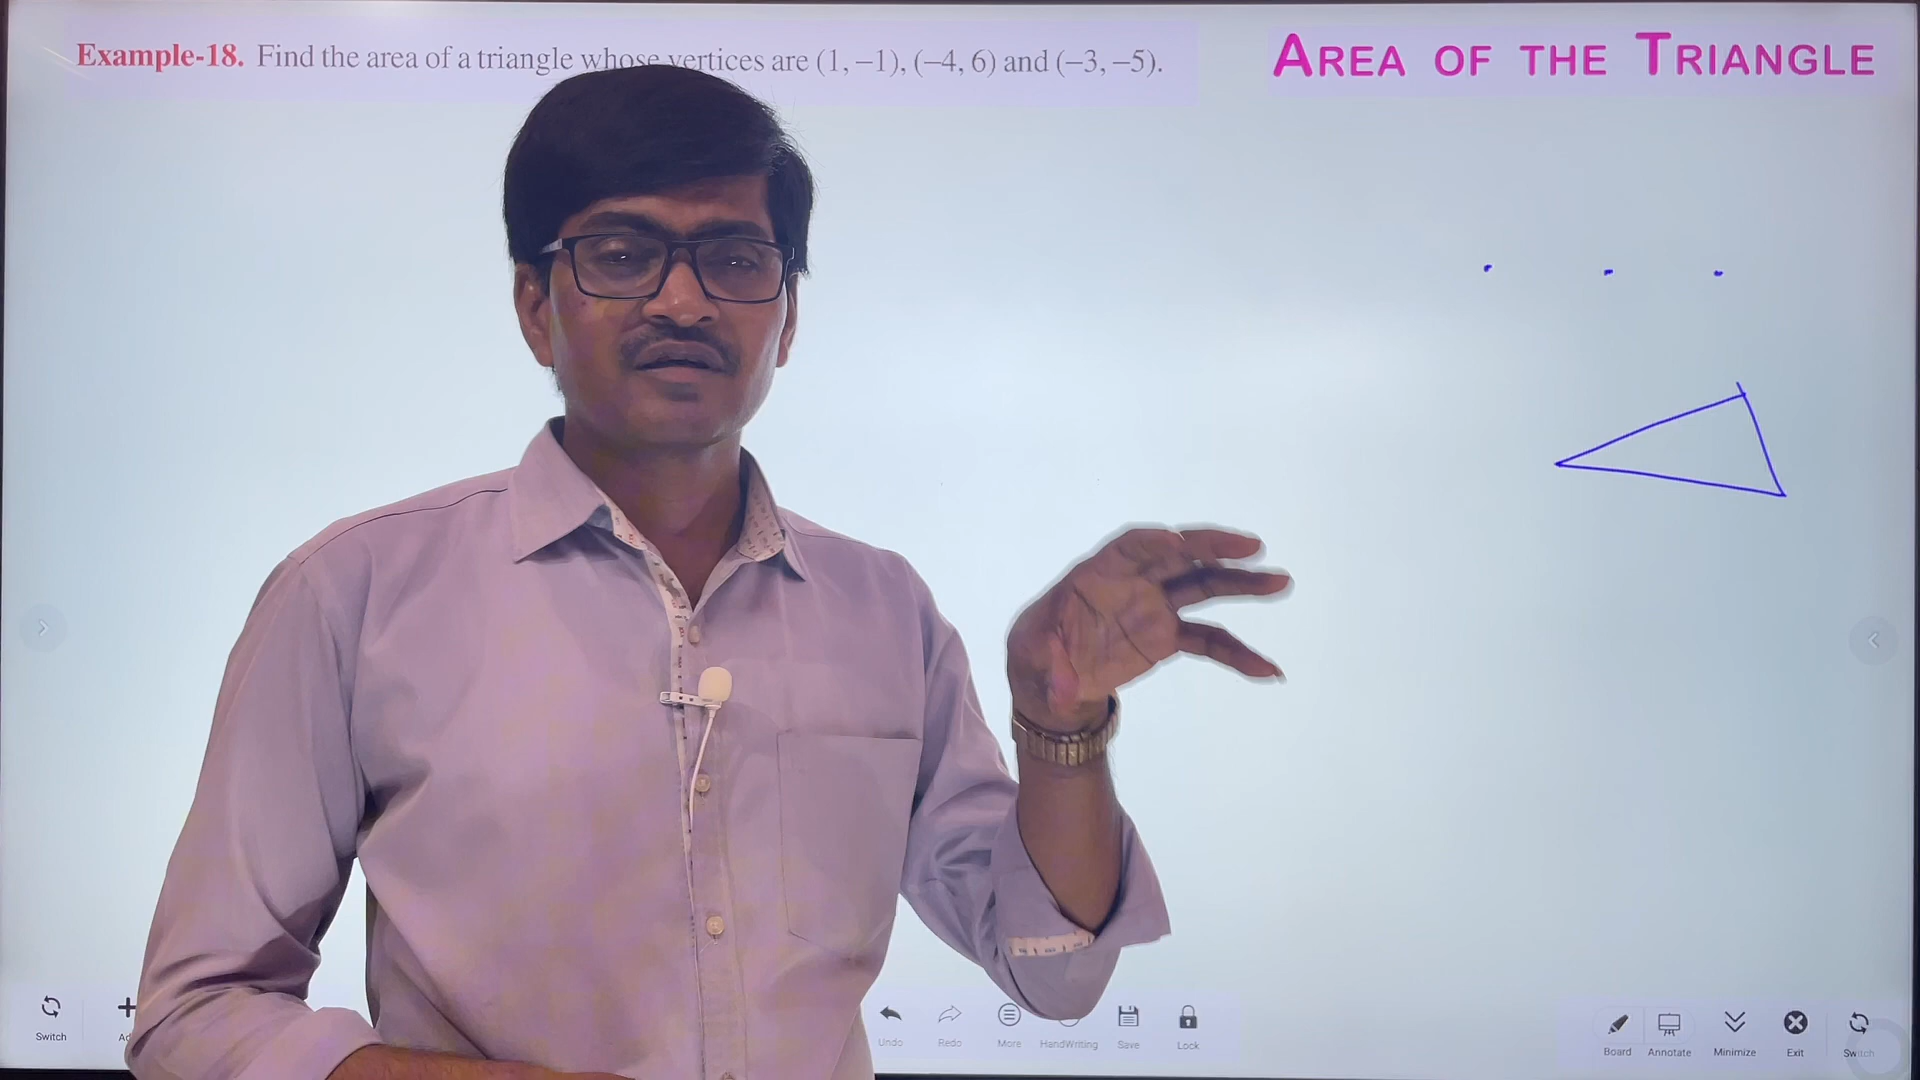 Example-18. Find the area of a triangle whose vertices are (1, –1), (–4, 6) and (–3, –5).
AREA OF THE TRIANGLE
Switch
Undo
Redo
More
HandWriting
Save
Lock
Board
Annotate
Minimize
Exit
Switch